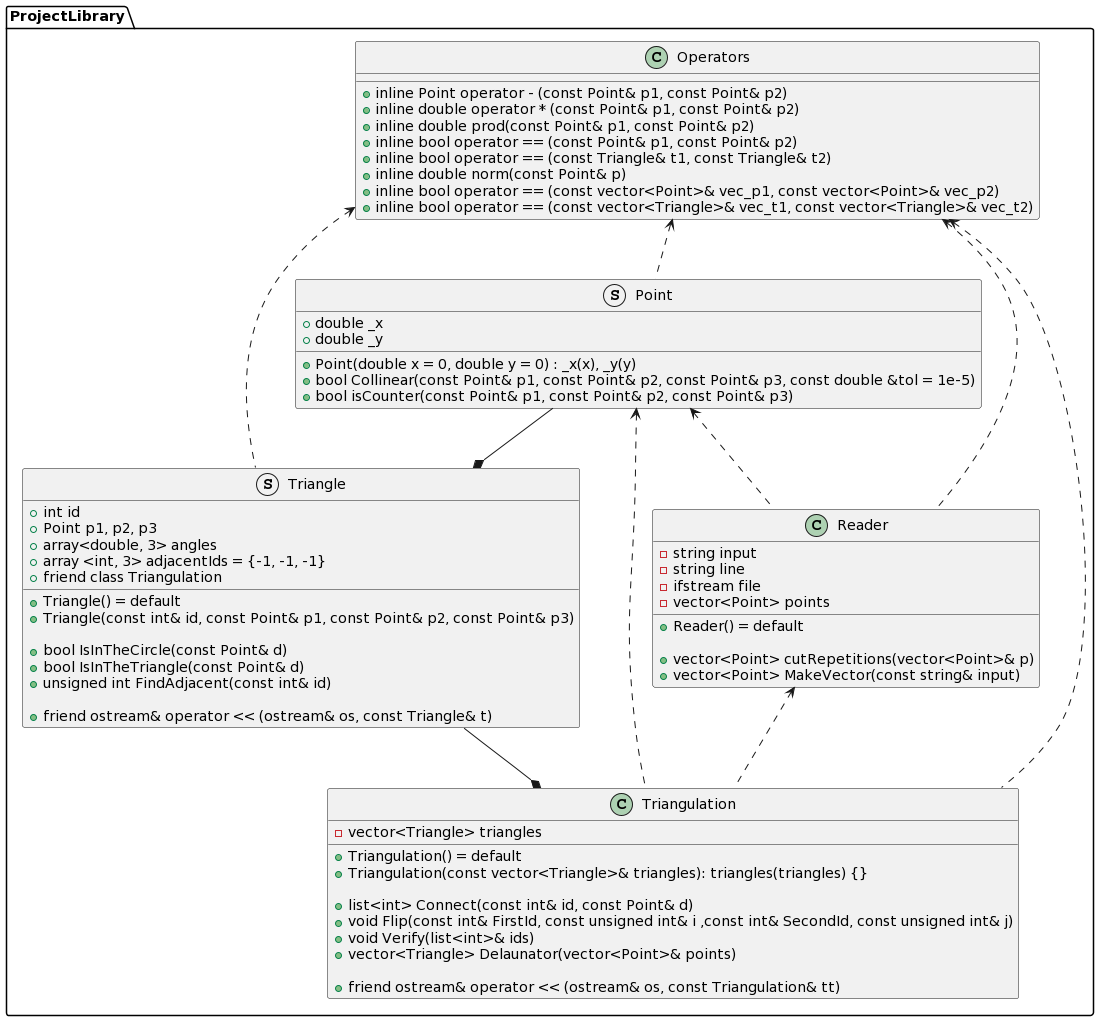 ProjectLibrary
C Operators
inline Point operator - (const Point& p1, const Point& p2)
inline double operator * (const Point& p1, const Point& p2)
inline double prod(const Point& p1, const Point& p2)
inline bool operator == (const Point& p1, const Point& p2)
inline bool operator == (const Triangle& t1, const Triangle& t2)
inline double norm(const Point& p)
inline bool operator == (const vector<Point>& vec_p1, const vector<Point>& vec_p2)
inline bool operator == (const vector<Triangle>& vec_t1, const vector<Triangle>& vec_t2)
S Point
double _x
double _y
Point(double x = 0, double y = 0) : _x(x), _y(y)
bool Collinear(const Point& p1, const Point& p2, const Point& p3, const double &tol = 1e-5)
bool isCounter(const Point& p1, const Point& p2, const Point& p3)
S Triangle
int id
Point p1, p2, p3
array<double, 3> angles
array <int, 3> adjacentIds = {-1, -1, -1}
friend class Triangulation
Triangle() = default
Triangle(const int& id, const Point& p1, const Point& p2, const Point& p3)
bool IsInTheCircle(const Point& d)
bool IsInTheTriangle(const Point& d)
unsigned int FindAdjacent(const int& id)
friend ostream& operator << (ostream& os, const Triangle& t)
C Reader
string input
string line
ifstream file
vector<Point> points
Reader() = default
vector<Point> cutRepetitions(vector<Point>& p)
vector<Point> MakeVector(const string& input)
C Triangulation
vector<Triangle> triangles
Triangulation() = default
Triangulation(const vector<Triangle>& triangles): triangles(triangles) {}
list<int> Connect(const int& id, const Point& d)
void Flip(const int& FirstId, const unsigned int& i ,const int& SecondId, const unsigned int& j)
void Verify(list<int>& ids)
vector<Triangle> Delaunator(vector<Point>& points)
friend ostream& operator << (ostream& os, const Triangulation& tt)